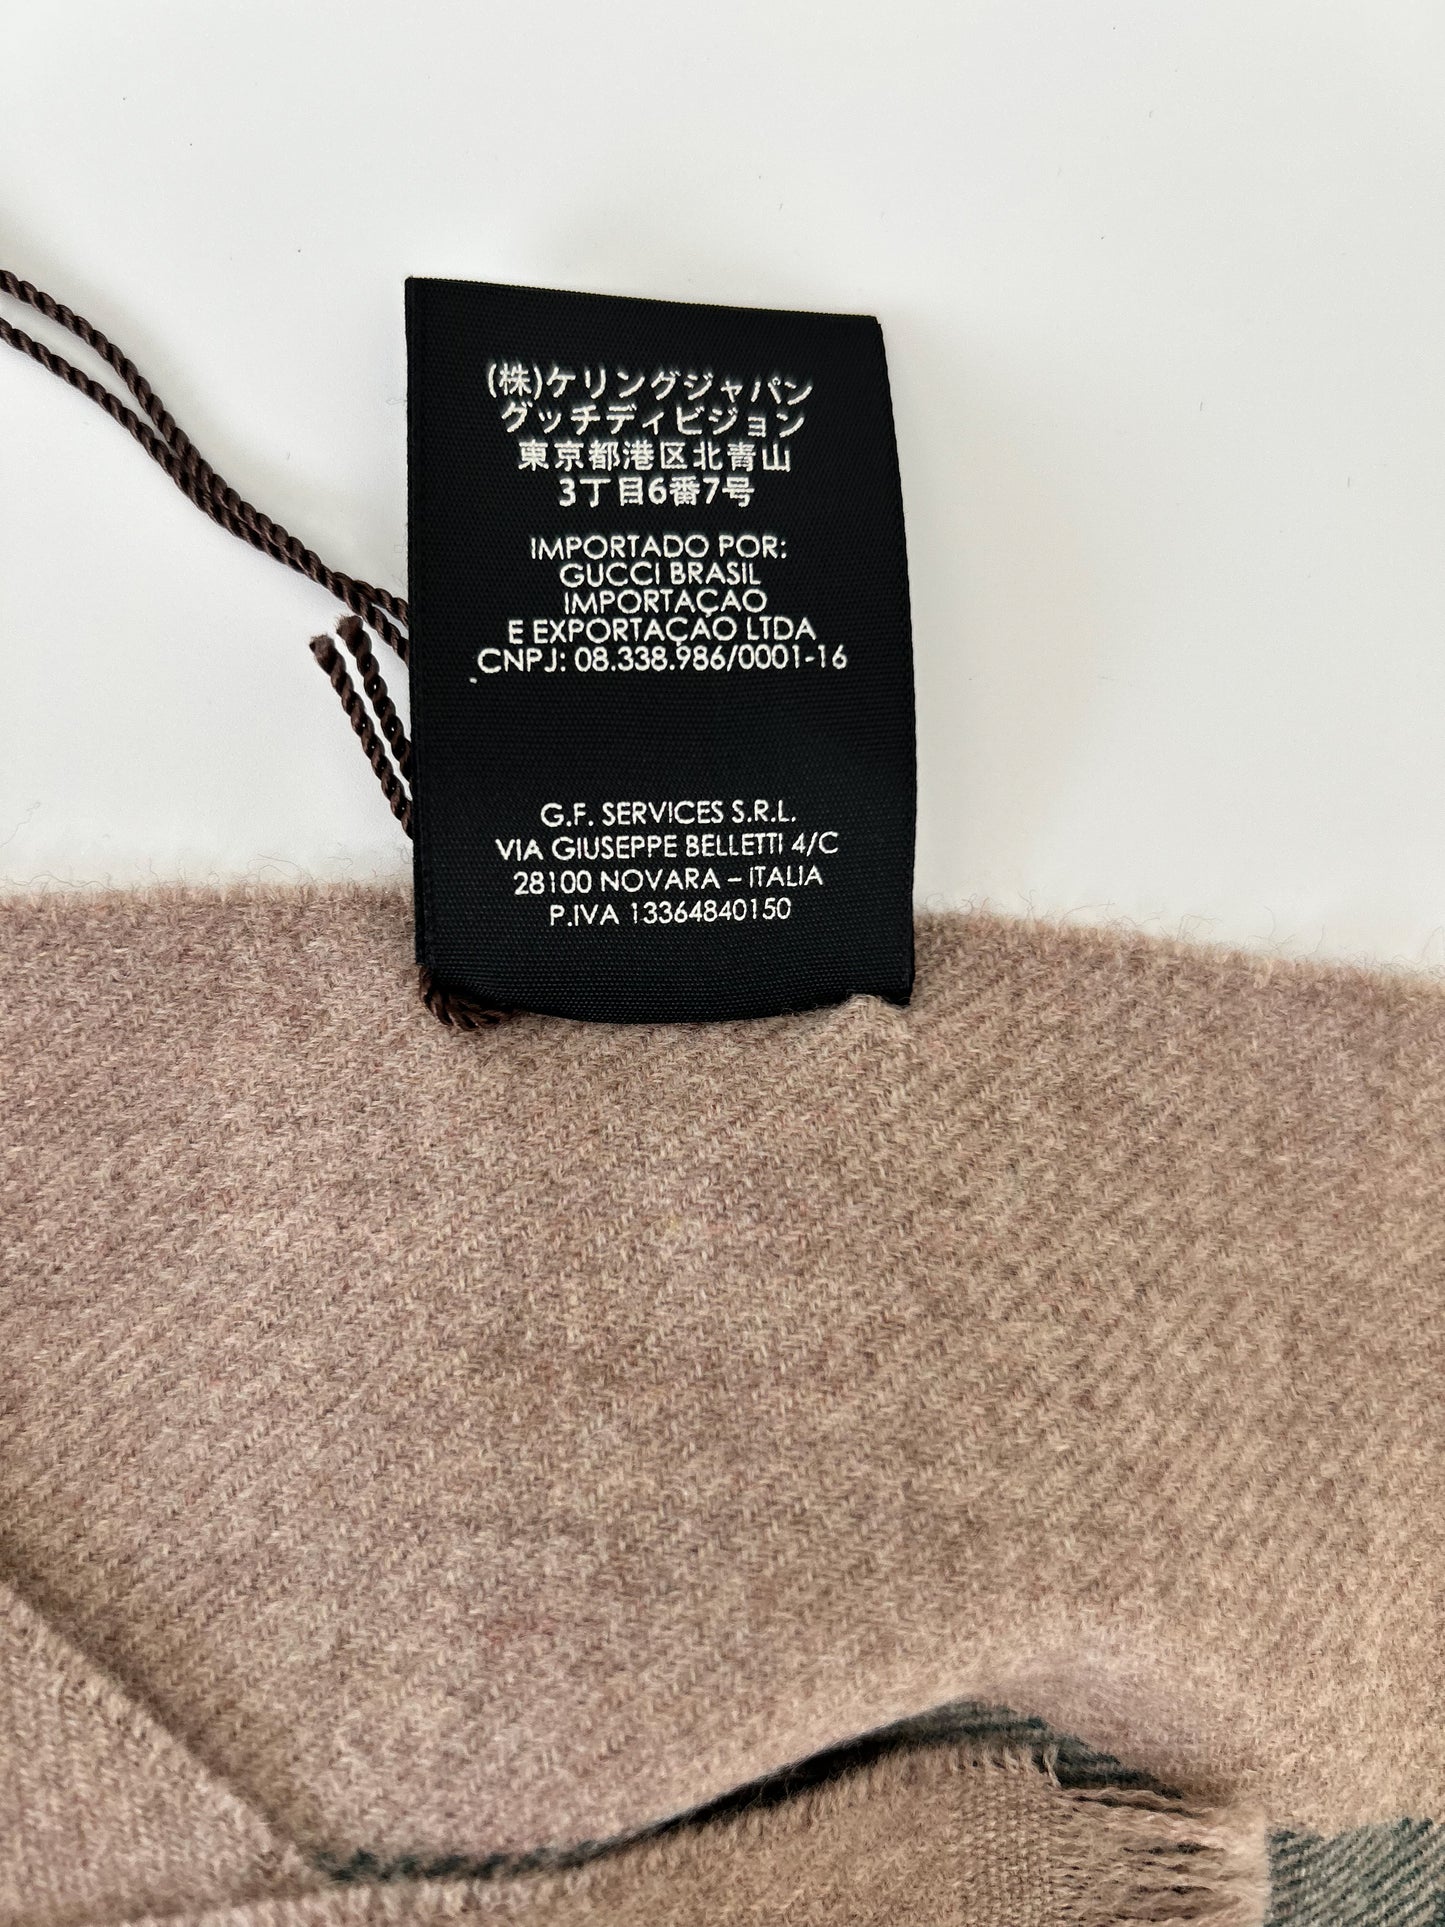 (株)ケリングジャパン
グッチディビジョン
東京都港区北青山
3丁目6番7号
IMPORTADO POR:
GUCCI BRASIL
IMPORTAÇAO
E EXPORTAÇAO LTDA
CNPJ: 08.338.986/0001-16
G.F. SERVICES S.R.L.
VIA GIUSEPPE BELLETTI 4/C
28100 NOVARA – ITALIA
P.IVA 13364840150